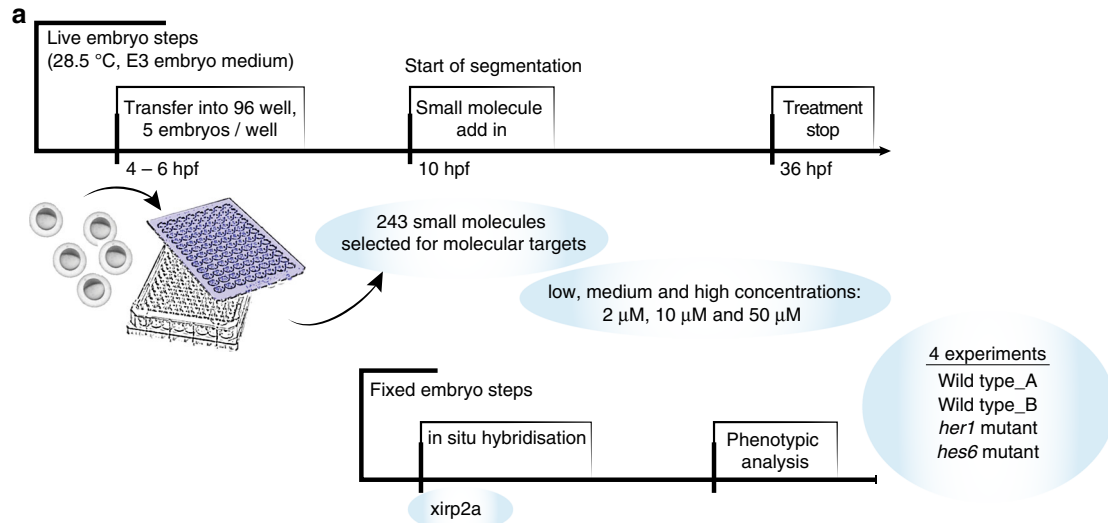 a
Live embryo steps
(28.5 °C, E3 embryo medium)
Start of segmentation
Transfer into 96 well,
5 embryos / well
Small molecule
add in
Treatment
stop
4 – 6 hpf
10 hpf
36 hpf
243 small molecules
selected for molecular targets
low, medium and high concentrations:
2 μM, 10 μM and 50 μM
4 experiments
Wild type_A
Wild type_B
her1 mutant
hes6 mutant
Fixed embryo steps
in situ hybridisation
Phenotypic
analysis
xirp2a